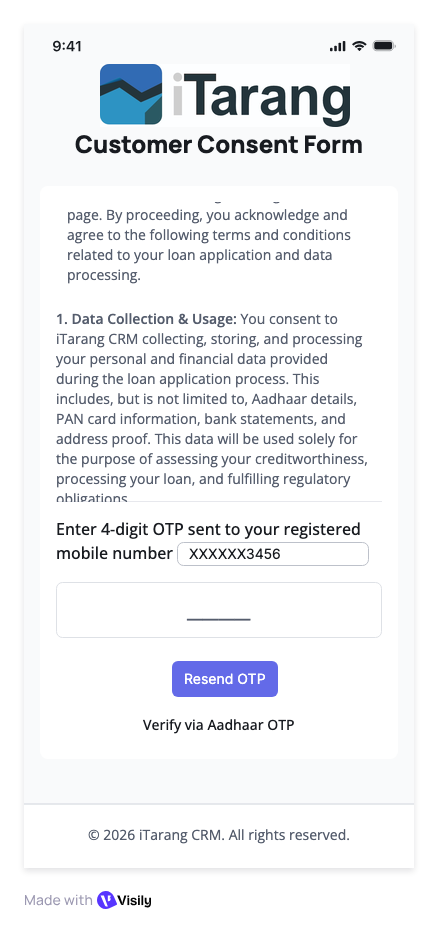 9:41
iTarang
Customer Consent Form
page. By proceeding, you acknowledge and
agree to the following terms and conditions
related to your loan application and data
processing.
1. Data Collection & Usage: You consent to
iTarang CRM collecting, storing, and processing
your personal and financial data provided
during the loan application process. This
includes, but is not limited to, Aadhaar details,
PAN card information, bank statements, and
address proof. This data will be used solely for
the purpose of assessing your creditworthiness,
processing your loan, and fulfilling regulatory
obligations.
Enter 4-digit OTP sent to your registered
mobile number XXXXXX3456
Resend OTP
Verify via Aadhaar OTP
© 2026 iTarang CRM. All rights reserved.
Made with Visily